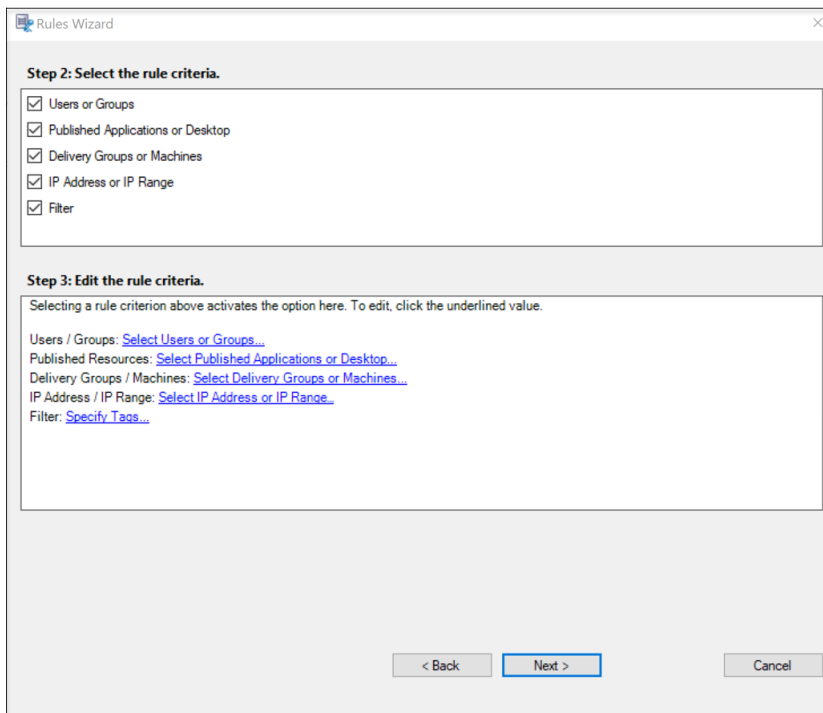 Rules Wizard
Step 2: Select the rule criteria.
Users or Groups
Published Applications or Desktop
Delivery Groups or Machines
IP Address or IP Range
Filter
Step 3: Edit the rule criteria.
Selecting a rule criterion above activates the option here. To edit, click the underlined value.
Users / Groups: Select Users or Groups...
Published Resources: Select Published Applications or Desktop...
Delivery Groups / Machines: Select Delivery Groups or Machines...
IP Address / IP Range: Select IP Address or IP Range..
Filter: Specify Tags...
< Back Next > Cancel